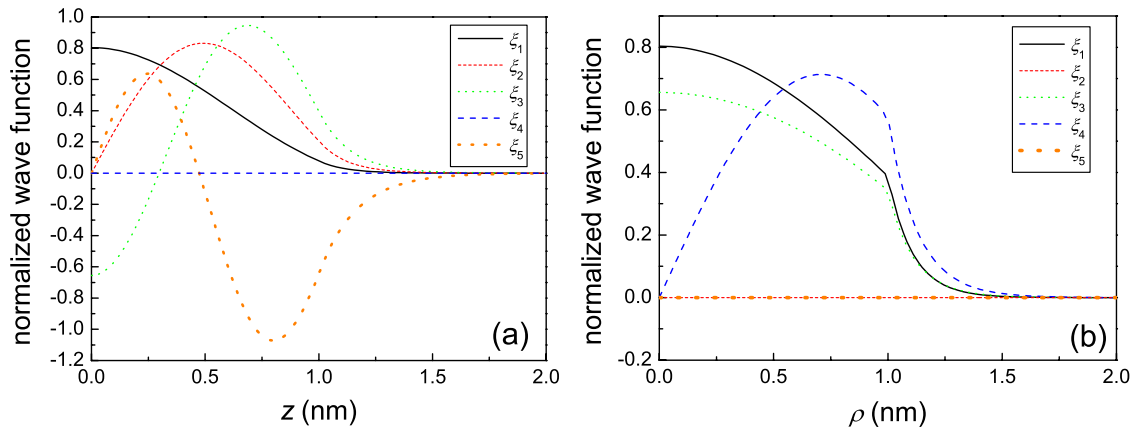 normalized wave function
1.0
0.8
0.6
0.4
0.2
0.0
-0.2
-0.4
-0.6
-0.8
-1.0
-1.2
ξ1
ξ2
ξ3
ξ4
ξ5
(a)
0.0 0.5 1.0 1.5 2.0
z (nm)
normalized wave function
0.8
0.6
0.4
0.2
0.0
-0.2
ξ1
ξ2
ξ3
ξ4
ξ5
(b)
0.0 0.5 1.0 1.5 2.0
ρ (nm)